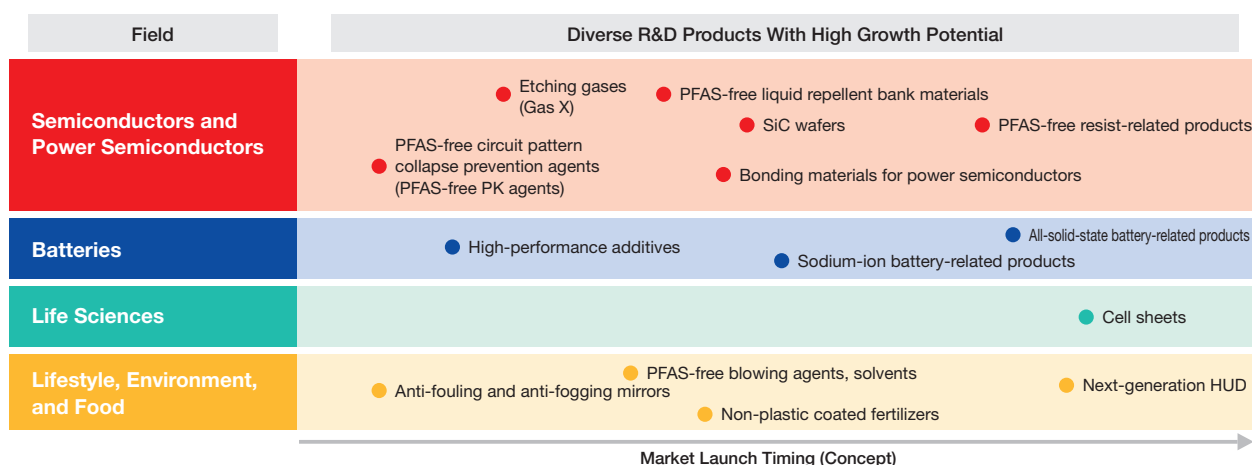 Field
Diverse R&D Products With High Growth Potential
Semiconductors and
Power Semiconductors
Etching gases
(Gas X)
PFAS-free liquid repellent bank materials
SiC wafers
PFAS-free resist-related products
PFAS-free circuit pattern
collapse prevention agents
(PFAS-free PK agents)
Bonding materials for power semiconductors
Batteries
High-performance additives
All-solid-state battery-related products
Sodium-ion battery-related products
Life Sciences
Cell sheets
Lifestyle, Environment,
and Food
PFAS-free blowing agents, solvents
Anti-fouling and anti-fogging mirrors
Next-generation HUD
Non-plastic coated fertilizers
Market Launch Timing (Concept)